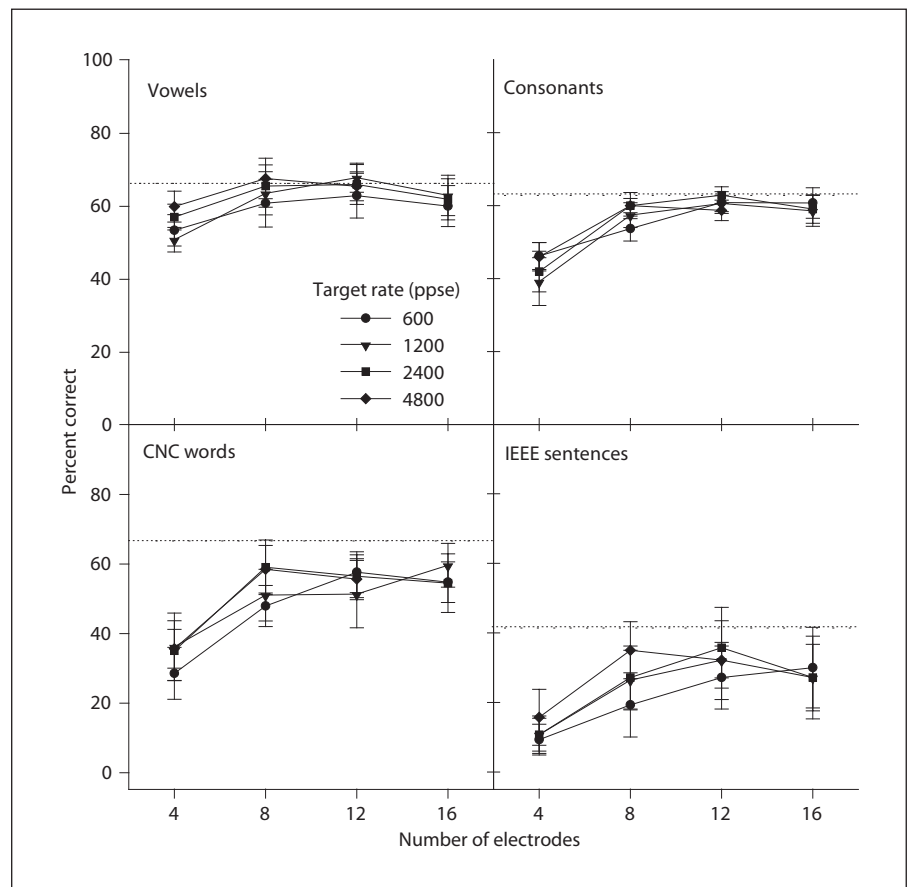 100
80
60
40
20
0
Vowels
Consonants
Target rate (ppse)
600
1200
2400
4800
Percent correct
80
60
40
20
0
CNC words
IEEE sentences
4 8 12 16 4 8 12 16
Number of electrodes